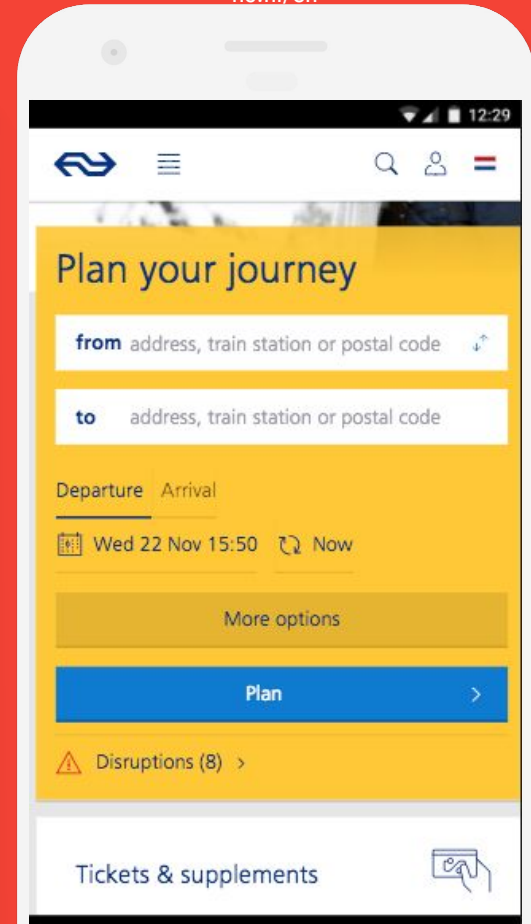 12:29
Plan your journey
from address, train station or postal code
to address, train station or postal code
Departure Arrival
Wed 22 Nov 15:50 Now
More options
Plan
Disruptions (8)
Tickets & supplements